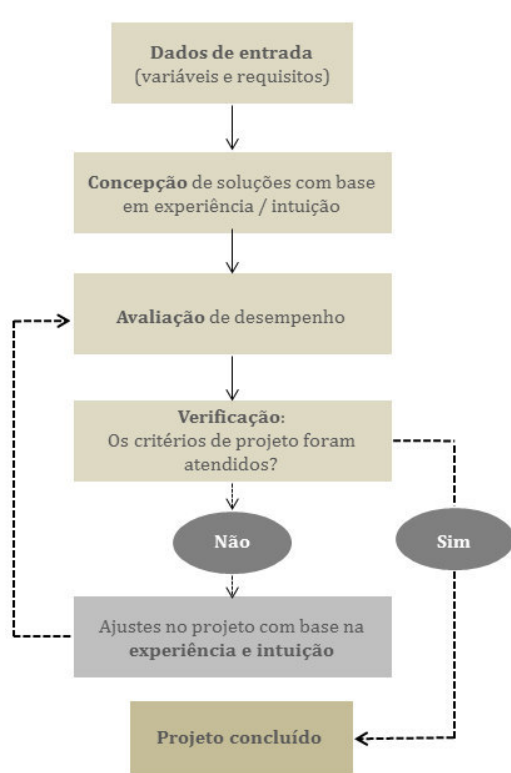 Dados de entrada
(variáveis e requisitos)
Concepção de soluções com base
em experiência / intuição
Avaliação de desempenho
Verificação:
Os critérios de projeto foram
atendidos?
Não
Sim
Ajustes no projeto com base na
experiência e intuição
Projeto concluído